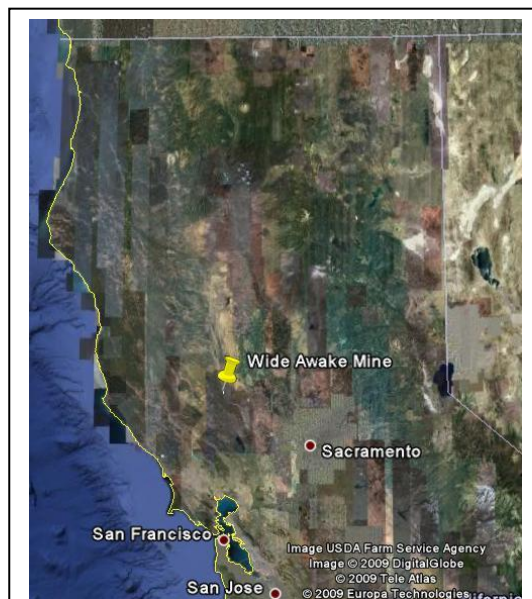 Wide Awake Mine
Sacramento
San Francisco
San Jose
Image USDA Farm Service Agency
Image © 2009 DigitalGlobe
© 2009 Tele Atlas
© 2009 Europa Technologies